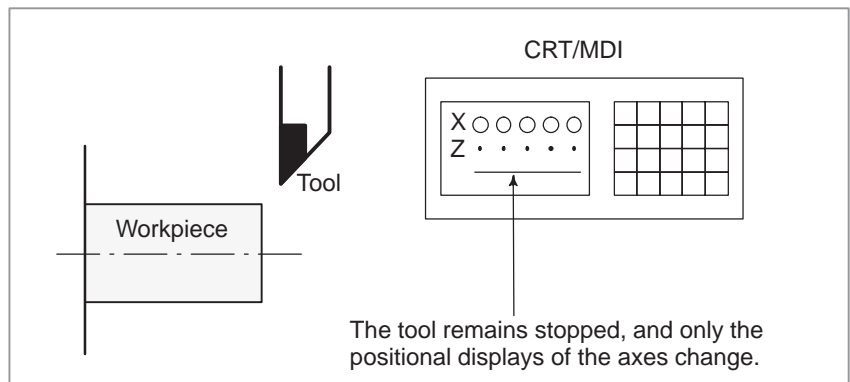 CRT/MDI
X
Z
Tool
Workpiece
The tool remains stopped, and only the
positional displays of the axes change.